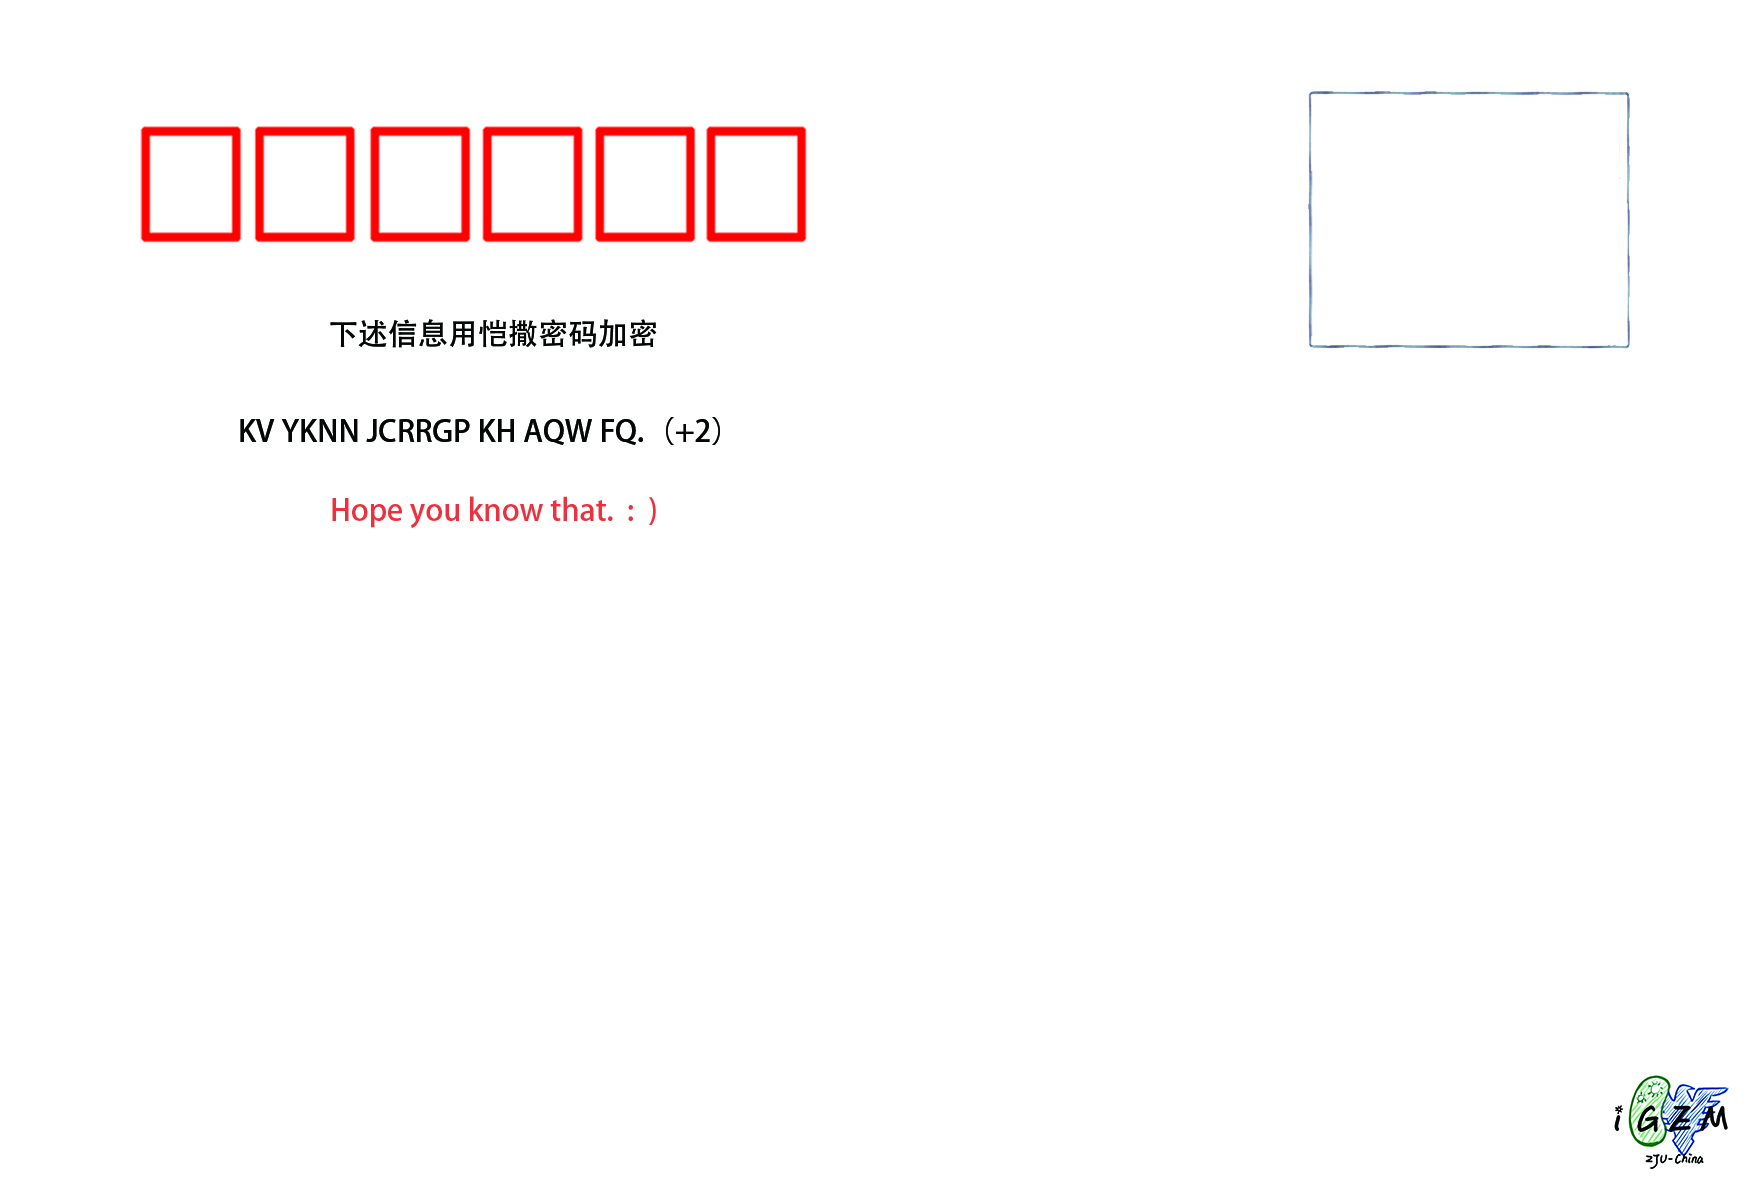 下述信息用恺撒密码加密
KV YKNN JCRRGP KH AQW FQ.（+2）
Hope you know that. : )
iGZM
ZJU-China